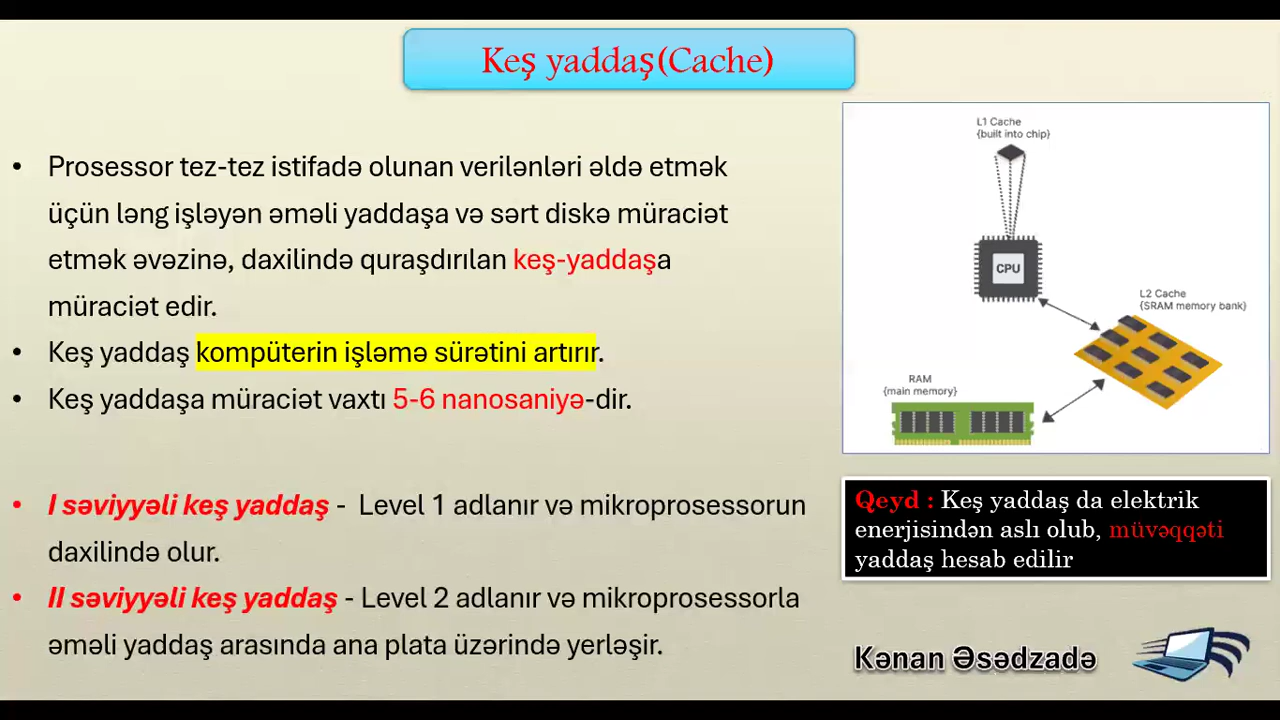 Keş yaddaş(Cache)
• Prosessor tez-tez istifadə olunan verilənləri əldə etmək
üçün ləng işləyən əməli yaddaşa və sərt diskə müraciət
etmək əvəzinə, daxilində quraşdırılan keş-yaddaşa
müraciət edir.
• Keş yaddaş kompüterin işləmə sürətini artırır.
• Keş yaddaşa müraciət vaxtı 5-6 nanosaniyə-dir.
• I səviyyəli keş yaddaş - Level 1 adlanır və mikroprosessorun
daxilində olur.
• II səviyyəli keş yaddaş - Level 2 adlanır və mikroprosessorla
əməli yaddaş arasında ana plata üzərində yerləşir.
L1 Cache
{built into chip}
CPU
L2 Cache
{SRAM memory bank}
RAM
{main memory}
Qeyd : Keş yaddaş da elektrik
enerjisindən aslı olub, müvəqqəti
yaddaş hesab edilir
Kənan Əsədzadə